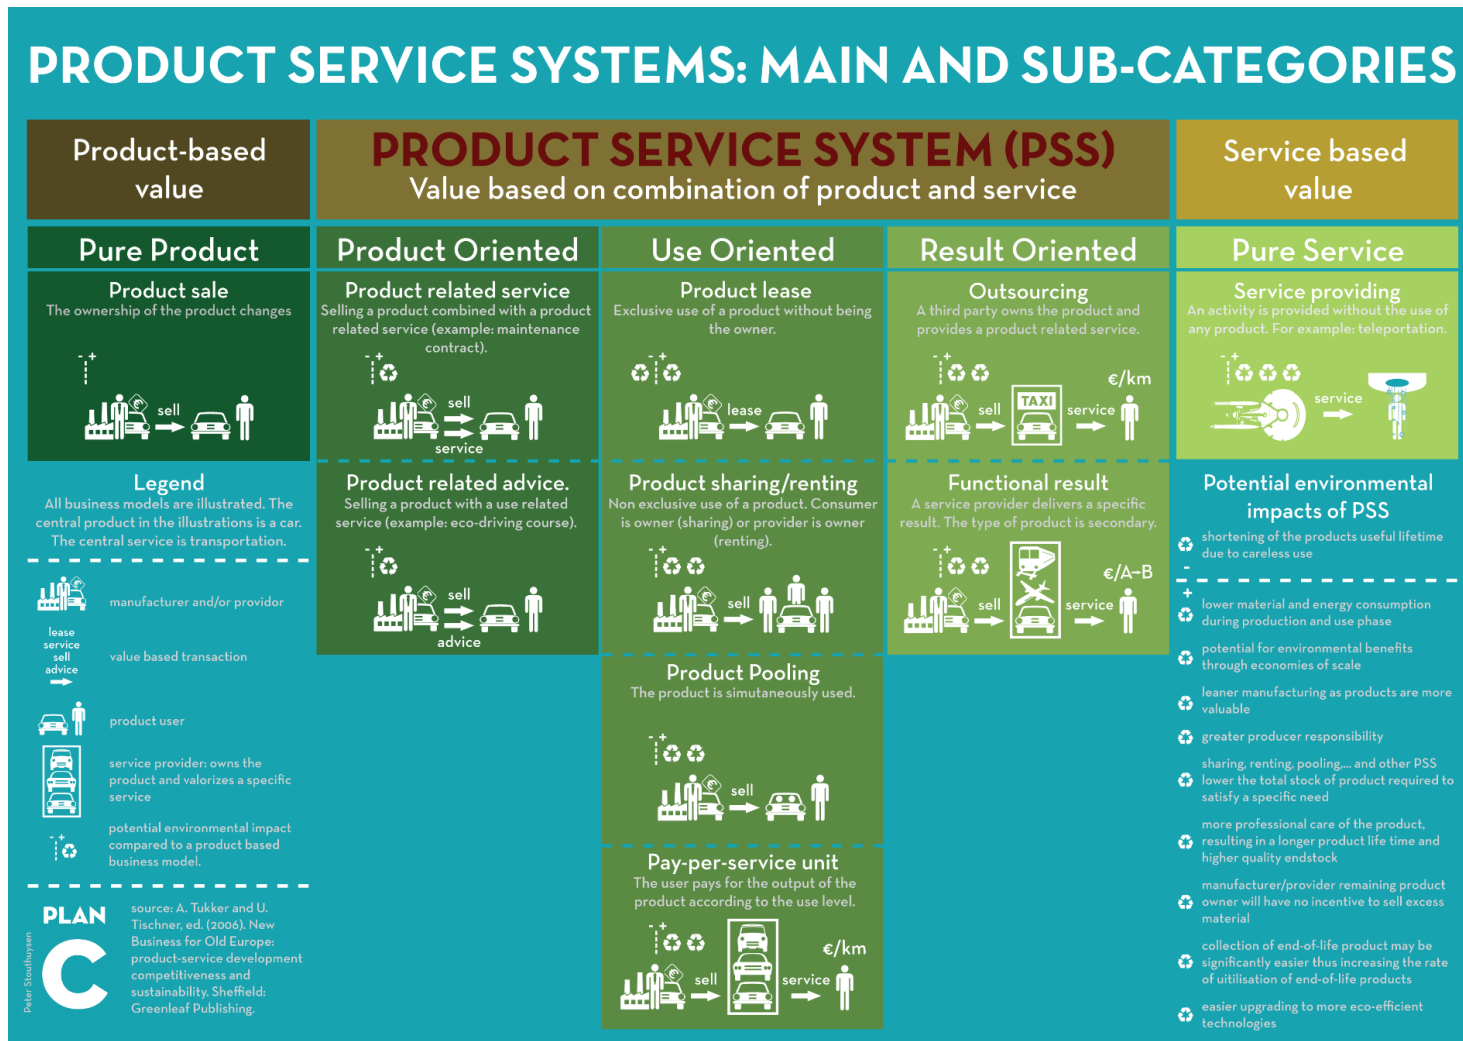 PRODUCT SERVICE SYSTEMS: MAIN AND SUB-CATEGORIES
Product-based
value
PRODUCT SERVICE SYSTEM (PSS)
Value based on combination of product and service
Service based
value
Pure Product
Product Oriented
Use Oriented
Result Oriented
Pure Service
Product sale
The ownership of the product changes
- +
sell
Product related service
Selling a product combined with a product
related service (example: maintenance
contract).
- +
sell
service
Product lease
Exclusive use of a product without being
the owner.
- +
lease
Outsourcing
A third party owns the product and
provides a product related service.
- +
€/km
TAXI
sell
service
Service providing
An activity is provided without the use of
any product. For example: teleportation.
- +
service
Legend
All business models are illustrated. The
central product in the illustrations is a car.
The central service is transportation.
manufacturer and/or providor
lease
service
sell
advice
value based transaction
product user
service provider: owns the
product and valorizes a specific
service
- +
potential environmental impact
compared to a product based
business model.
PLAN
C
Peter Stouthuysen
source: A. Tukker and U.
Tischner, ed. (2006). New
Business for Old Europe:
product-service development
competitiveness and
sustainability. Sheffield:
Greenleaf Publishing.
Product related advice.
Selling a product with a use related
service (example: eco-driving course).
- +
sell
advice
Product sharing/renting
Non exclusive use of a product. Consumer
is owner (sharing) or provider is owner
(renting).
- +
sell
Product Pooling
The product is simutaneously used.
- +
sell
Pay-per-service unit
The user pays for the output of the
product according to the use level.
- +
€/km
sell
service
Functional result
A service provider delivers a specific
result. The type of product is secondary.
- +
€/A→B
sell
service
Potential environmental
impacts of PSS
shortening of the products useful lifetime
due to careless use
-
+
lower material and energy consumption
during production and use phase
potential for environmental benefits
through economies of scale
leaner manufacturing as products are more
valuable
greater producer responsibility
sharing, renting, pooling,... and other PSS
lower the total stock of product required to
satisfy a specific need
more professional care of the product,
resulting in a longer product life time and
higher quality endstock
manufacturer/provider remaining product
owner will have no incentive to sell excess
material
collection of end-of-life product may be
significantly easier thus increasing the rate
of uitilisation of end-of-life products
easier upgrading to more eco-efficient
technologies